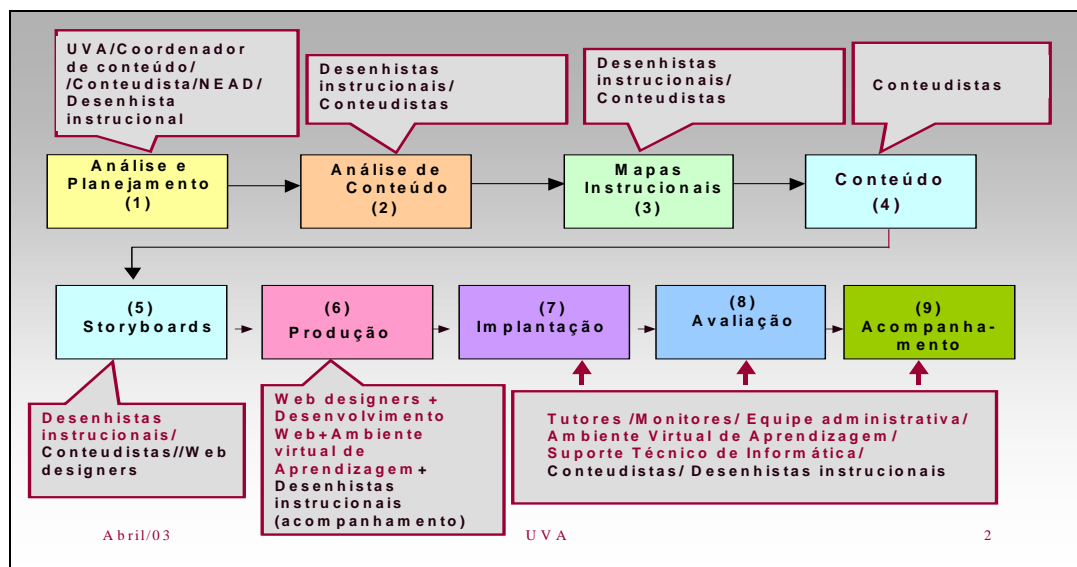 UVA/Coordenador
de conteúdo/
/Conteudista/NEAD/
Desenhista
instrucional
Desenhistas
instrucionais/
Conteudistas
Desenhistas
instrucionais/
Conteudistas
Conteudistas
Análise e
Planejamento
(1)
Análise de
Conteúdo
(2)
Mapas
Instrucionais
(3)
Conteúdo
(4)
(5)
Storyboards
(6)
Produção
(7)
Implantação
(8)
Avaliação
(9)
Acompanha-
mento
Desenhistas
instrucionais/
Conteudistas//Web
designers
Web designers +
Desenvolvimento
Web+Ambiente
virtual de
Aprendizagem+
Desenhistas
instrucionais
(acompanhamento)
Tutores /Monitores/ Equipe administrativa/
Ambiente Virtual de Aprendizagem/
Suporte Técnico de Informática/
Conteudistas/ Desenhistas instrucionais
Abril/03
UVA
2